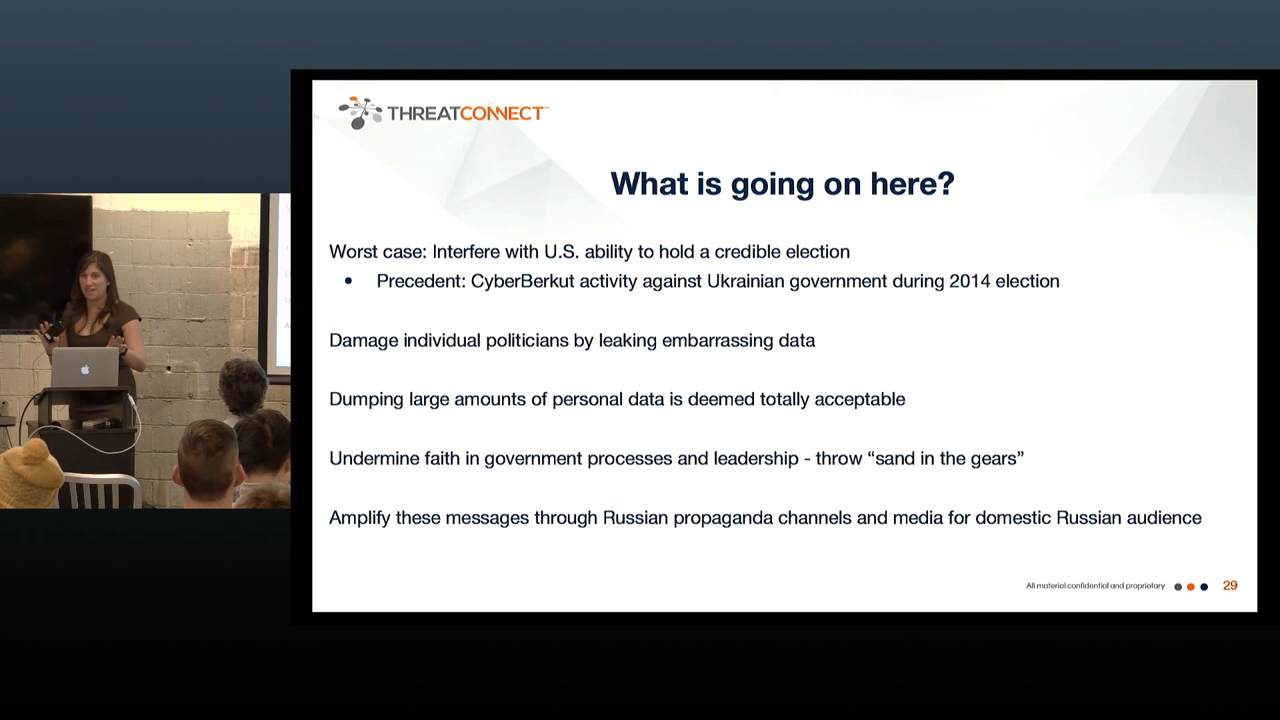 THREATCONNECT™
What is going on here?
Worst case: Interfere with U.S. ability to hold a credible election
• Precedent: CyberBerkut activity against Ukrainian government during 2014 election
Damage individual politicians by leaking embarrassing data
Dumping large amounts of personal data is deemed totally acceptable
Undermine faith in government processes and leadership - throw “sand in the gears”
Amplify these messages through Russian propaganda channels and media for domestic Russian audience
All material confidential and proprietary
29